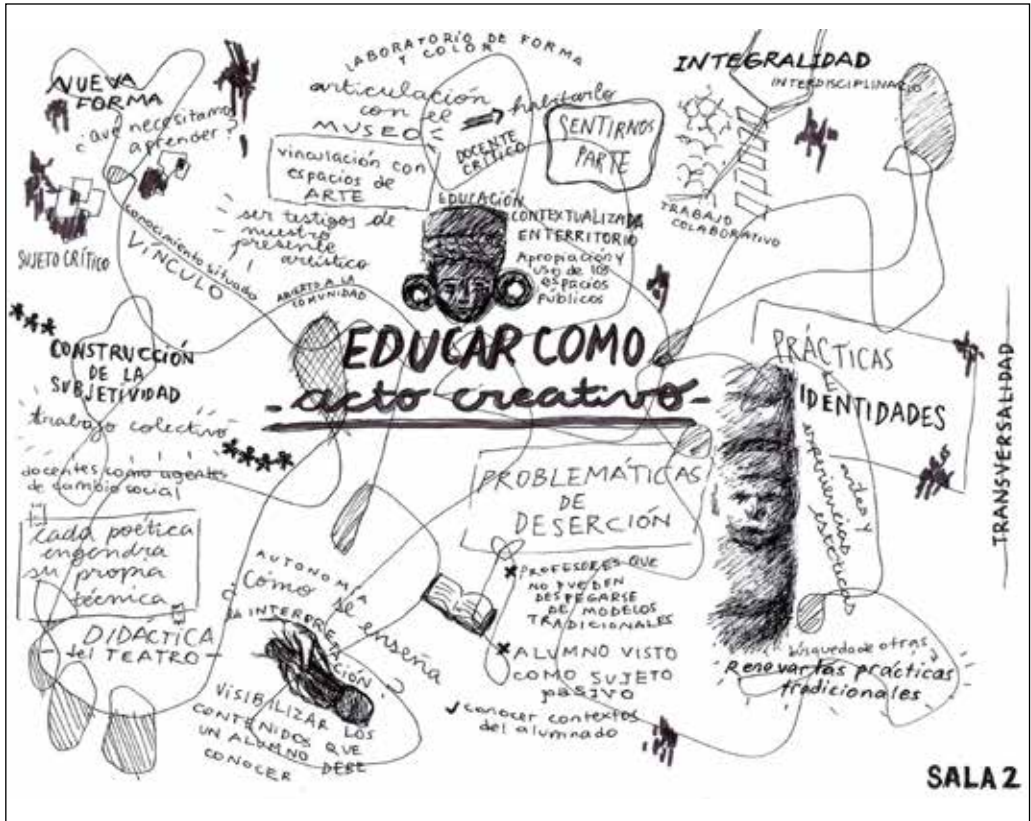 NUEVA
FORMA
¿QUÉ necesitamos
aprender?
SUJETO CRÍTICO
conocimiento situado
VÍNCULO
LABORATORIO DE FORMA
Y COLOR
articulación
con el
MUSEO
habitarlo
DOCENTE
CRÍTICO
SENTIRNOS
PARTE
vinculación con
espacios de
ARTE
ser testigos de
nuestro
presente
artístico
ABIERTO A LA
COMUNIDAD
EDUCACIÓN
CONTEXTUALIZADA
EN TERRITORIO
Apropiación y
uso de los
espacios
públicos
INTEGRALIDAD
INTERDISCIPLINARIO
TRABAJO
COLABORATIVO
EDUCAR COMO
acto creativo
CONSTRUCCIÓN
DE LA
SUBJETIVIDAD
trabajo colectivo
docentes como agentes
de cambio social
cada poética
engendra
su propia
técnica
DIDÁCTICA
del TEATRO
AUTONOMÍA
¿Cómo se enseña
LA INTERPRETACIÓN?
VISIBILIZAR LOS
CONTENIDOS QUE
UN ALUMNO DEBE
CONOCER
PROBLEMÁTICAS
DE
DESERCIÓN
PROFESORES QUE
NO PUEDEN
DESPEGARSE
DE MODELOS
TRADICIONALES
ALUMNO VISTO
COMO SUJETO
PASIVO
conocer contextos
del alumnado
PRÁCTICAS
IDENTIDADES
artes y
experiencias
estéticas
TRANSVERSALIDAD
búsqueda de otras
Renovar las prácticas
tradicionales
SALA 2